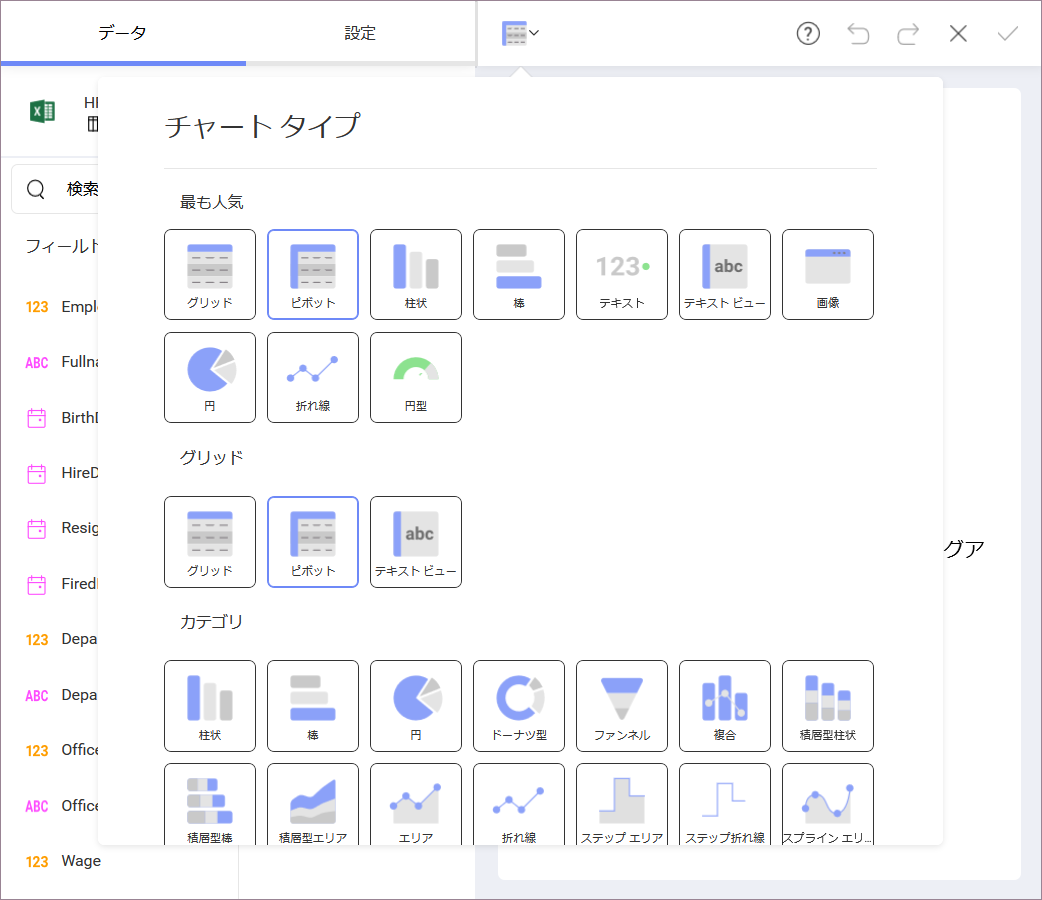 データ
設定
HI
検索
フィールド
123 Emplo
ABC Fullna
BirthD
HireD
Resig
Fired
123 Depa
ABC Depa
123 Office
ABC Office
123 Wage
チャート タイプ
最も人気
グリッド ピボット 柱状 棒 123 テキスト abc テキスト ビュー 画像
円 折れ線 円型
グリッド
グリッド ピボット abc テキスト ビュー
カテゴリ
柱状 棒 円 ドーナツ型 ファンネル 複合 積層型柱状
積層型棒 積層型エリア エリア 折れ線 ステップ エリア ステップ折れ線 スプライン エリ...
グア